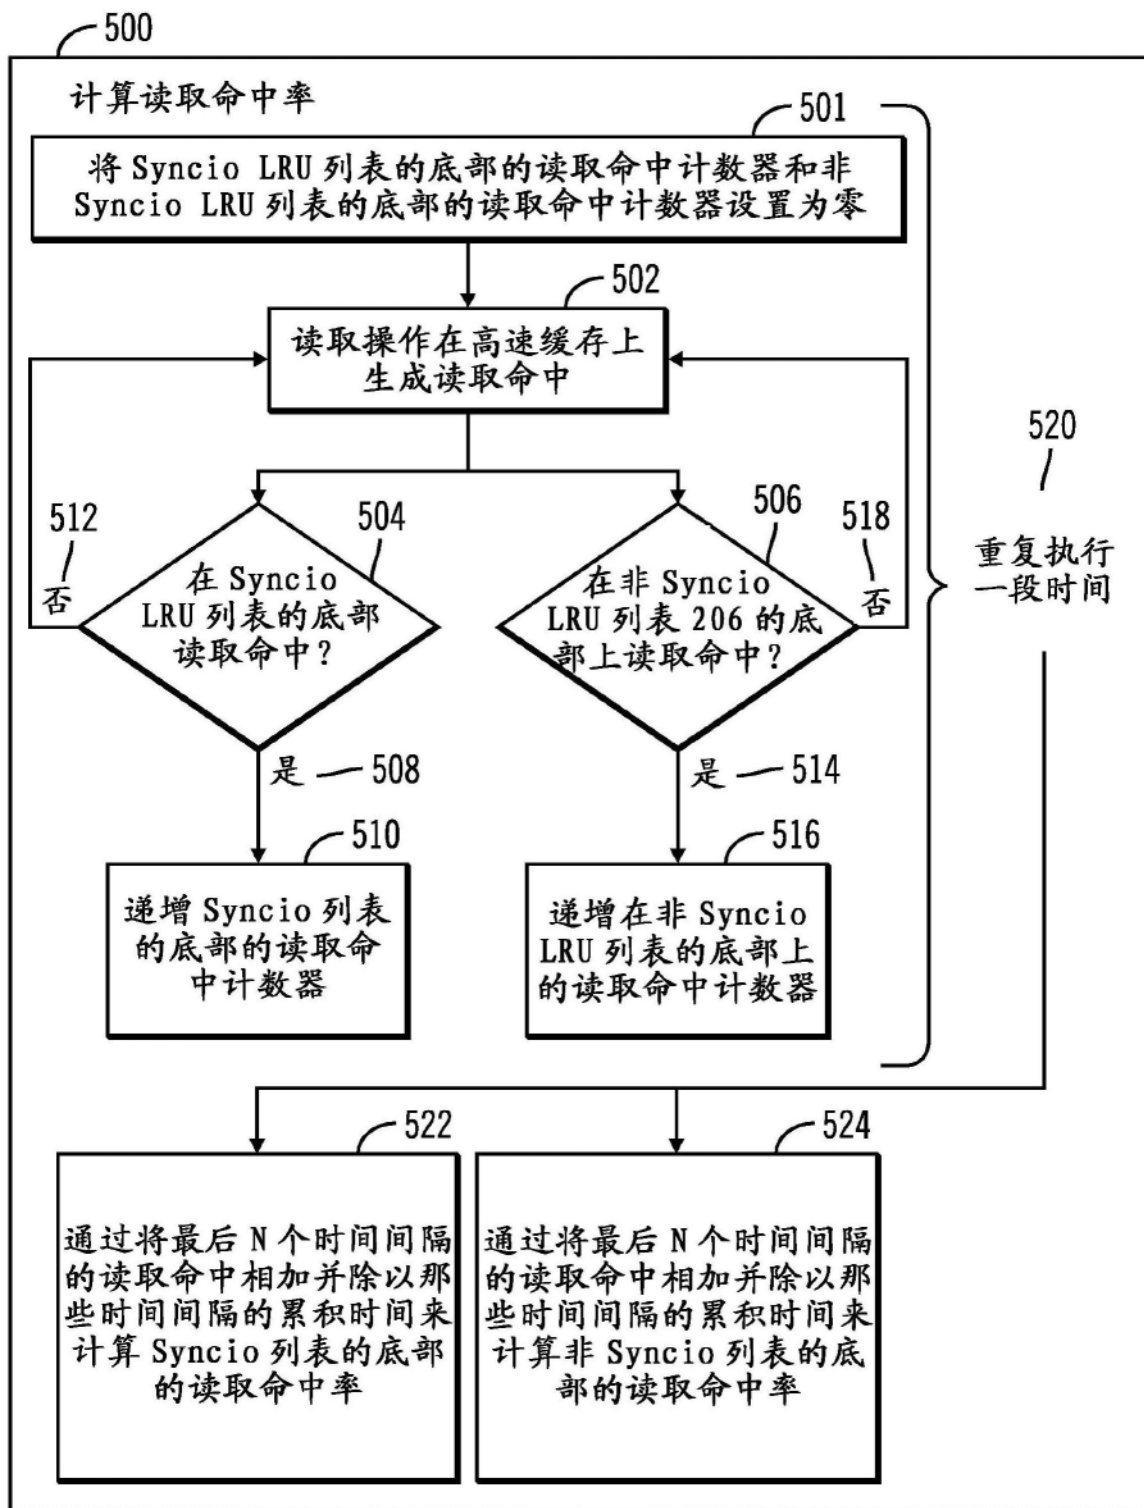 500
计算读取命中率
501
将 Syncio LRU 列表的底部的读取命中计数器和非
Syncio LRU 列表的底部的读取命中计数器设置为零
502
读取操作在高速缓存上
生成读取命中
520
重复执行
一段时间
512
否
504
在 Syncio
LRU 列表的底部
读取命中?
506
518
否
在非 Syncio
LRU 列表 206 的底
部上读取命中?
是
508
是
514
510
递增 Syncio 列表
的底部的读取命
中计数器
516
递增在非 Syncio
LRU 列表的底部上
的读取命中计数器
522
通过将最后 N 个时间间隔
的读取命中相加并除以那
些时间间隔的累积时间来
计算 Syncio 列表的底部
的读取命中率
524
通过将最后 N 个时间间隔
的读取命中相加并除以那
些时间间隔的累积时间来
计算非 Syncio 列表的底
部的读取命中率